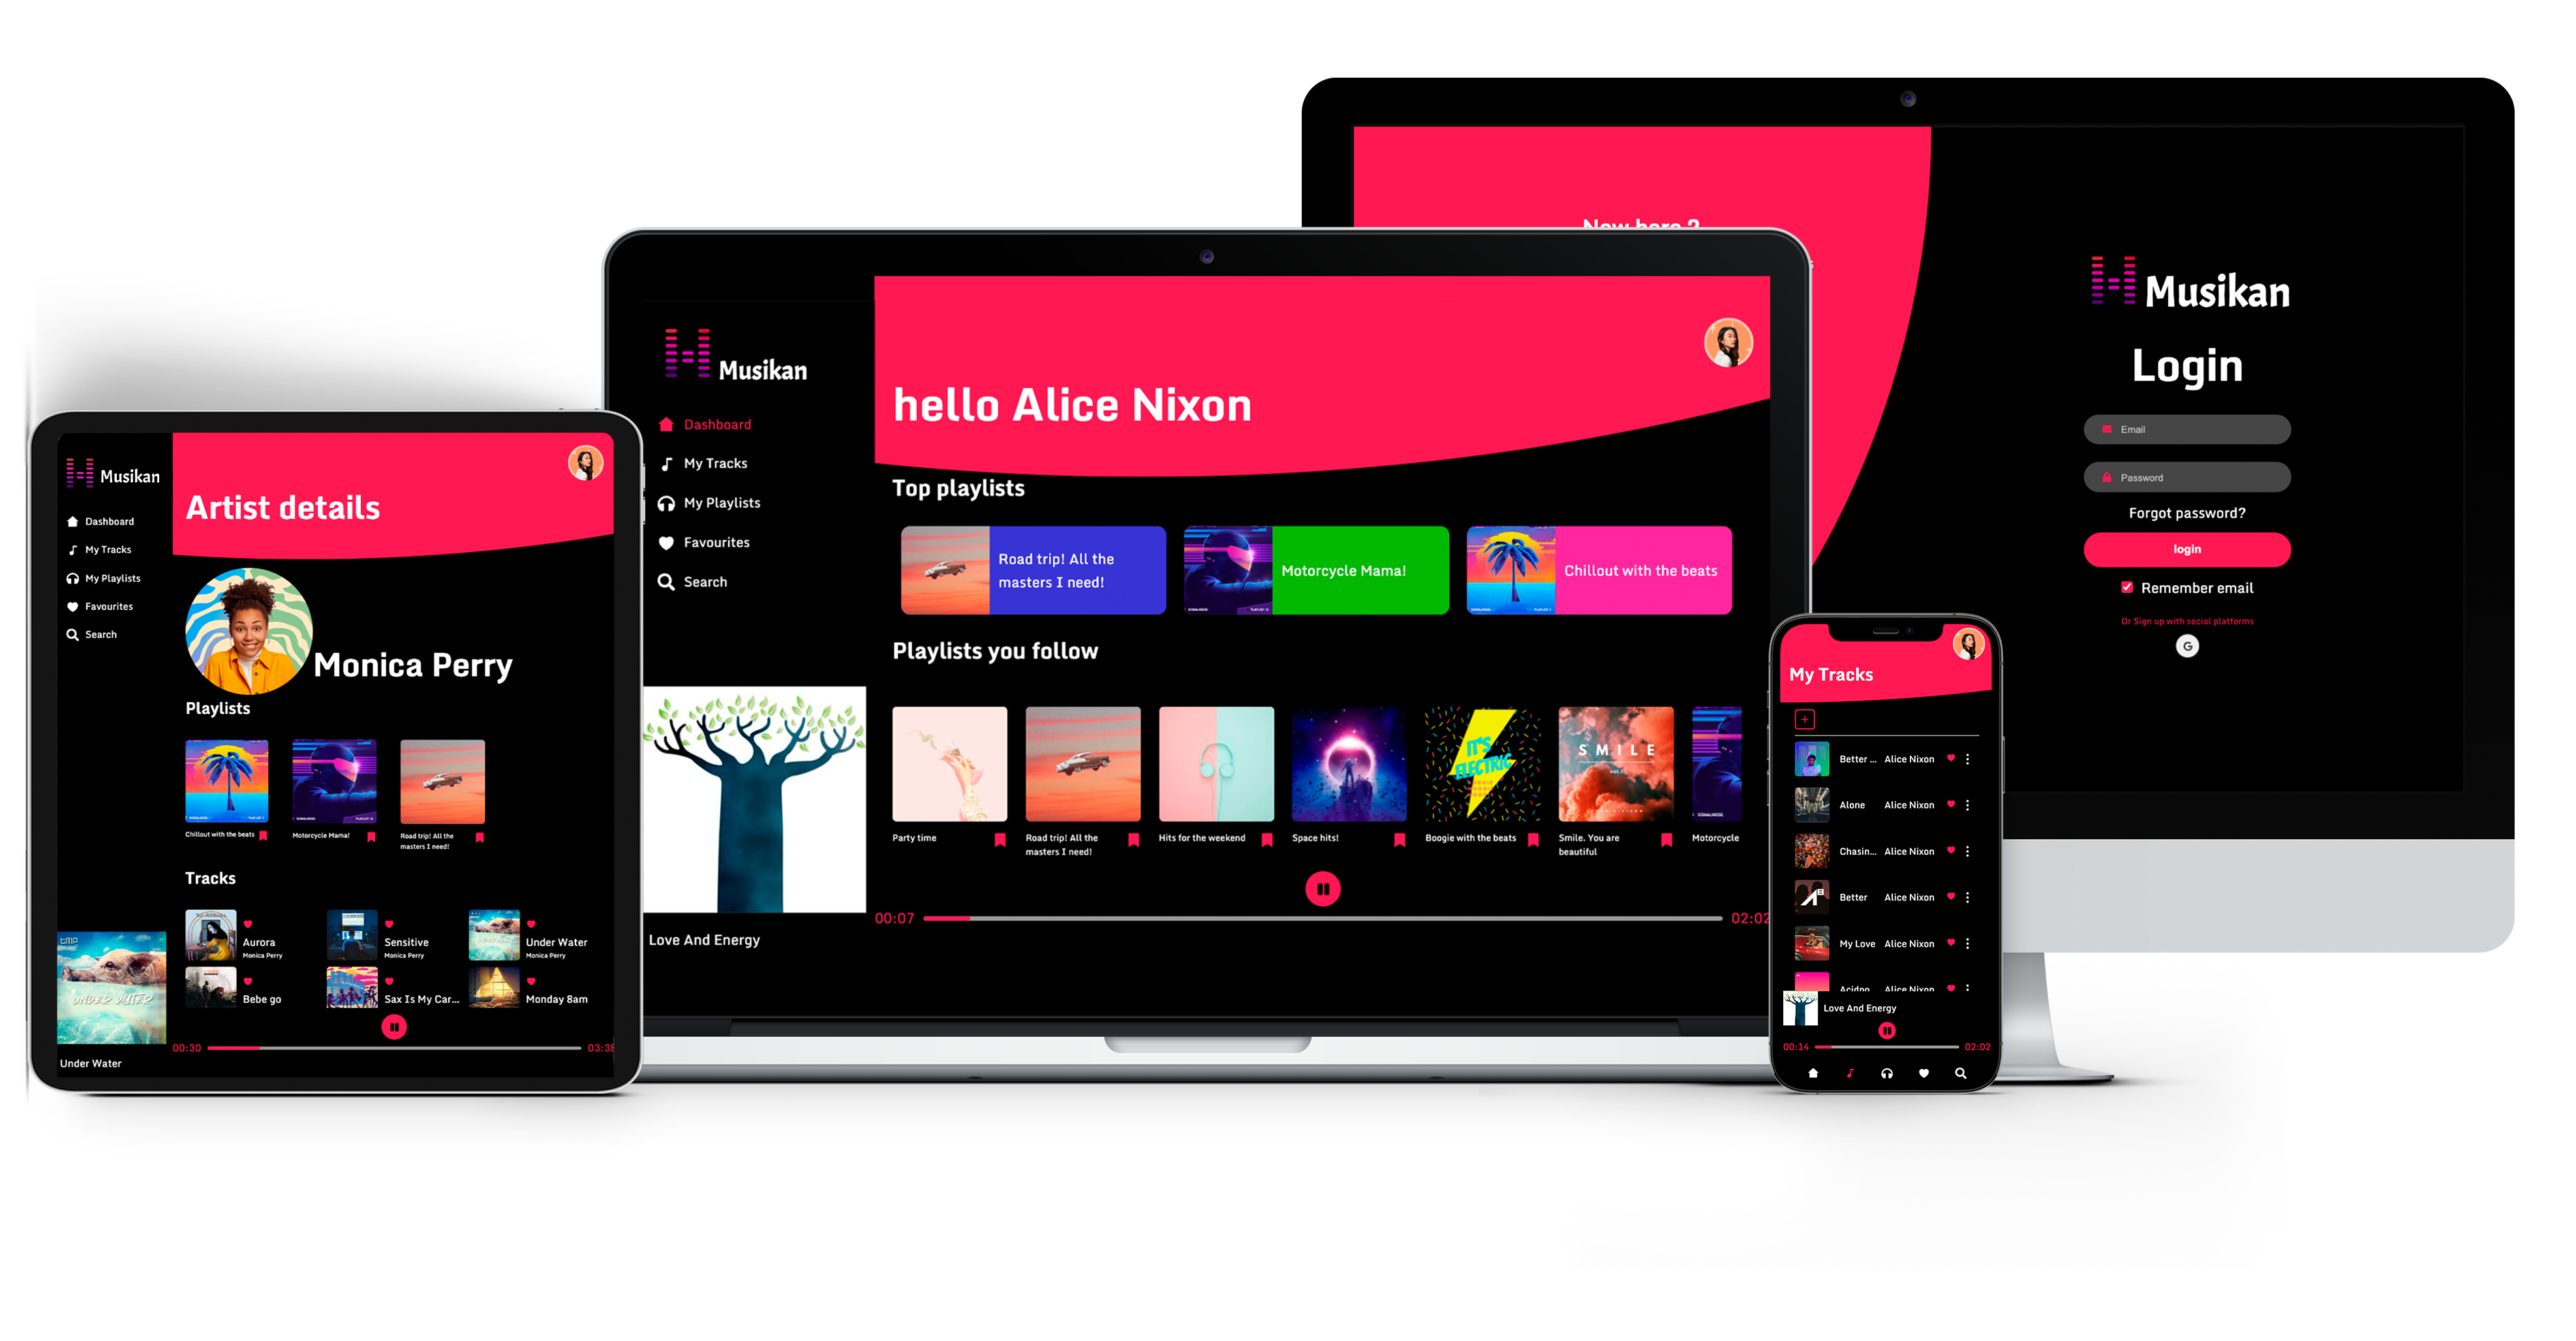 Musikan
Dashboard
My Tracks
My Playlists
Favourites
Search
Artist details
Monica Perry
Playlists
Chillout with the beats
Motorcycle Mama!
Road trip! All the
masters I need!
Tracks
Aurora
Monica Perry
Sensitive
Monica Perry
Under Water
Monica Perry
Bebe go
Sax Is My Car...
Monday 8am
tmp
UNDER WATER
00:30
03:38
Under Water
Musikan
Dashboard
My Tracks
My Playlists
Favourites
Search
hello Alice Nixon
Top playlists
Road trip! All the
masters I need!
Motorcycle Mama!
Chillout with the beats
Playlists you follow
IT'S
ELECTRIC
SMILE
Party time
Road trip! All the
masters I need!
Hits for the weekend
Space hits!
Boogie with the beats
Smile. You are
beautiful
Motorcycle
00:07
02:02
Love And Energy
New here ?
Musikan
Login
Email
Password
Forgot password?
login
Remember email
Or Sign up with social platforms
G
My Tracks
+
Better ... Alice Nixon
Alone Alice Nixon
Chasin... Alice Nixon
Better Alice Nixon
My Love Alice Nixon
Acidno Alice Nixon
Love And Energy
00:14
02:02